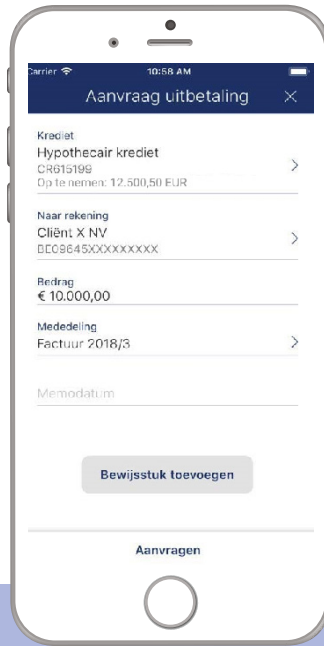 Carrier 10:58 AM
Aanvraag uitbetaling
Krediet
Hypothecair krediet
CR615199
Op te nemen: 12.500,50 EUR
Naar rekening
Cliënt X NV
BE09645XXXXXXXXX
Bedrag
€ 10.000,00
Mededeling
Factuur 2018/3
Memodatum
Bewijsstuk toevoegen
Aanvragen